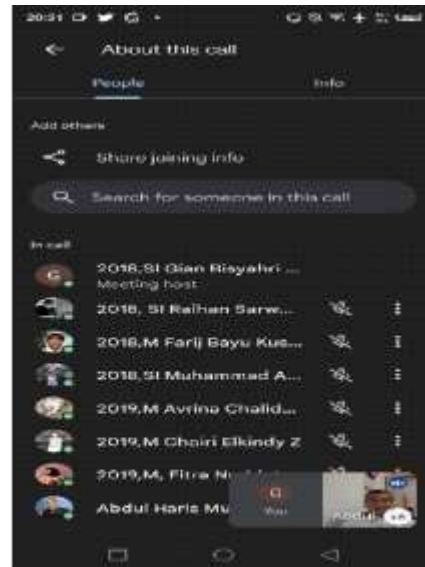 20:31
About this call
People Info
Add others
Share joining info
Search for someone in this call
In call
G 2018,SI Gian Risyahri ...
Meeting host
2018, SI Raihan Sarw...
2018,M Farij Bayu Kus...
2018,SI Muhammad A...
2019,M Avrina Chalid...
2019,M Choiri Elkindy Z
2019,M, Fitra
Abdul Haris Mu
G
You
Abdul